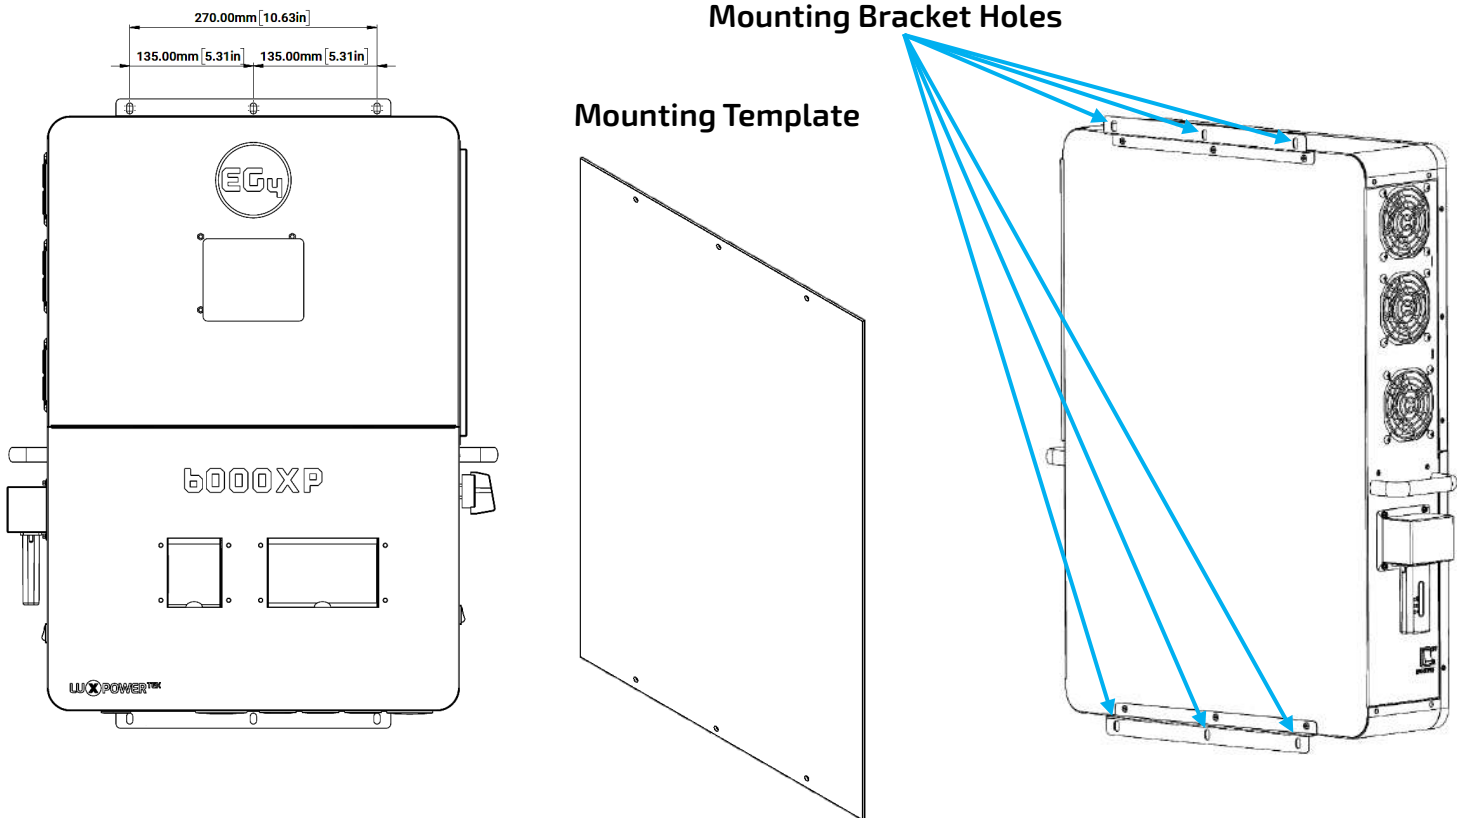 270.00mm[10.63in]
135.00mm[5.31in] 135.00mm[5.31in]
Mounting Bracket Holes
Mounting Template
EG4
6000XP
LUXPOWERTEK